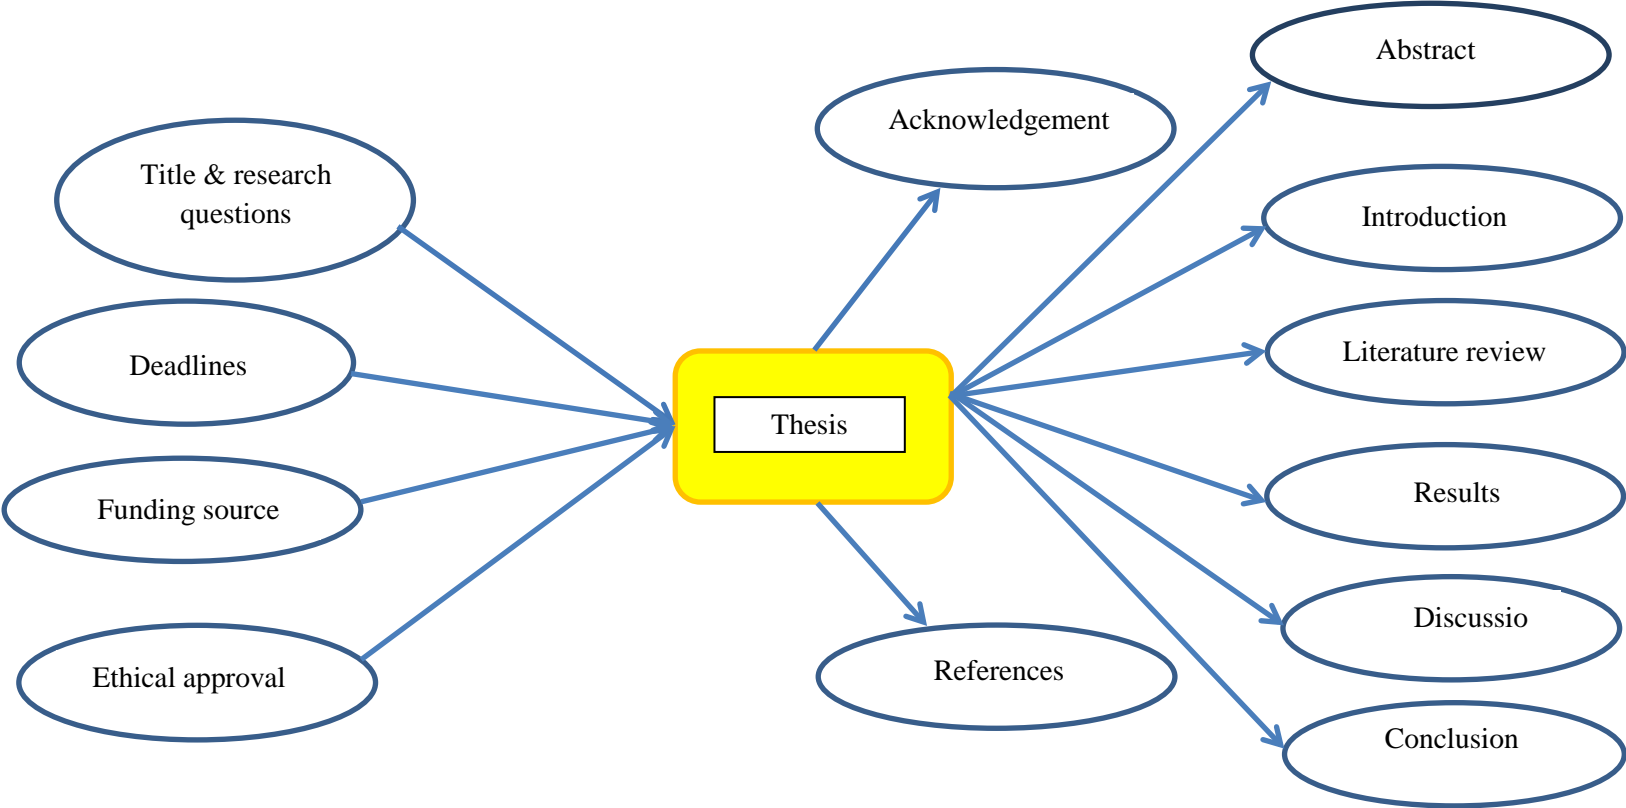 Abstract
Acknowledgement
Title & research
questions
Introduction
Literature review
Deadlines
Thesis
Results
Funding source
Discussio
References
Ethical approval
Conclusion